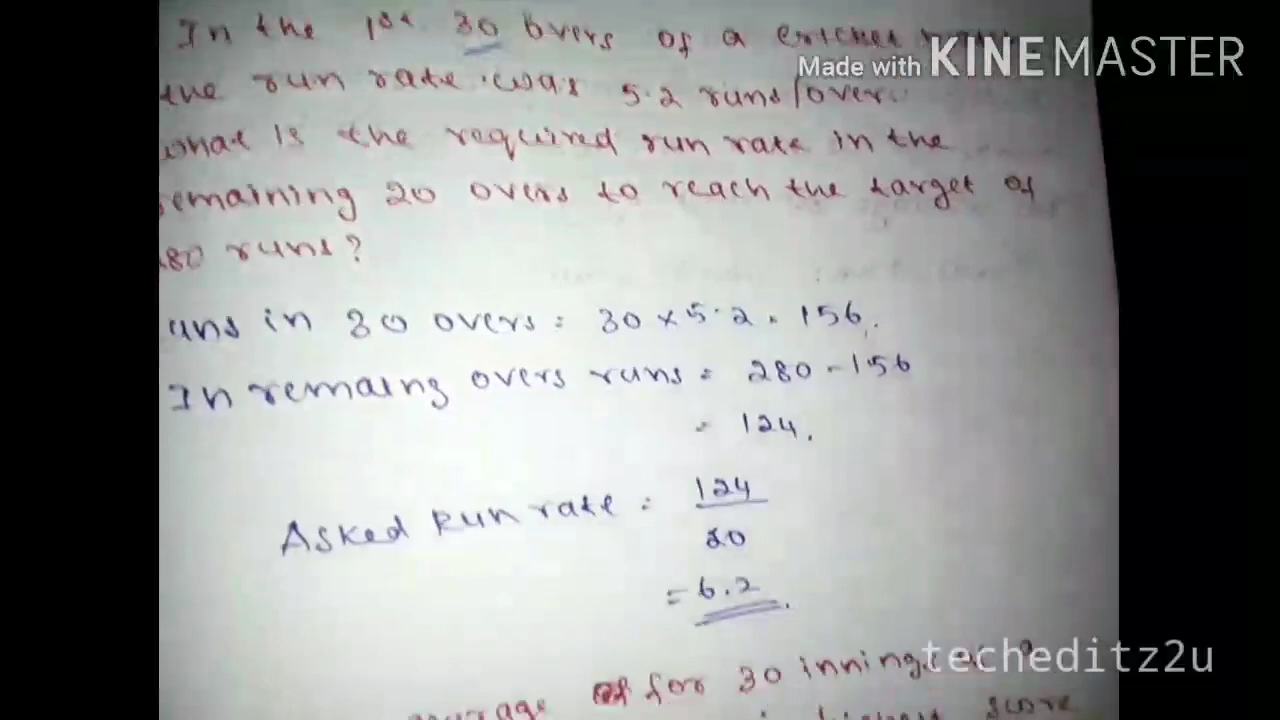 In the 1st 30 overs of a cricket
Made with KINEMASTER
the run rate was 5.2 runs/over.
what is the required run rate in the
remaining 20 overs to reach the target of
280 runs?
uns in 30 overs = 30 x 5.2 = 156.
In remaing overs runs = 280 - 156
= 124.
Asked Run rate = 124
20
= 6.2.
techeditz2u
average of for 30 innings
score